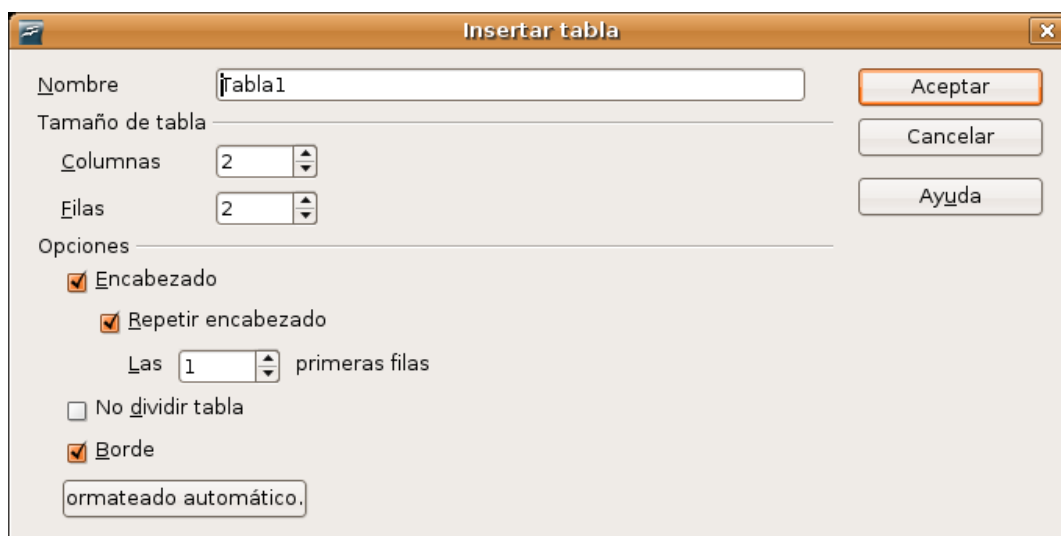 Insertar tabla
Nombre Tabla1
Aceptar
Tamaño de tabla
Cancelar
Columnas 2
Filas 2
Ayuda
Opciones
Encabezado
Repetir encabezado
Las 1 primeras filas
No dividir tabla
Borde
ormateado automático.